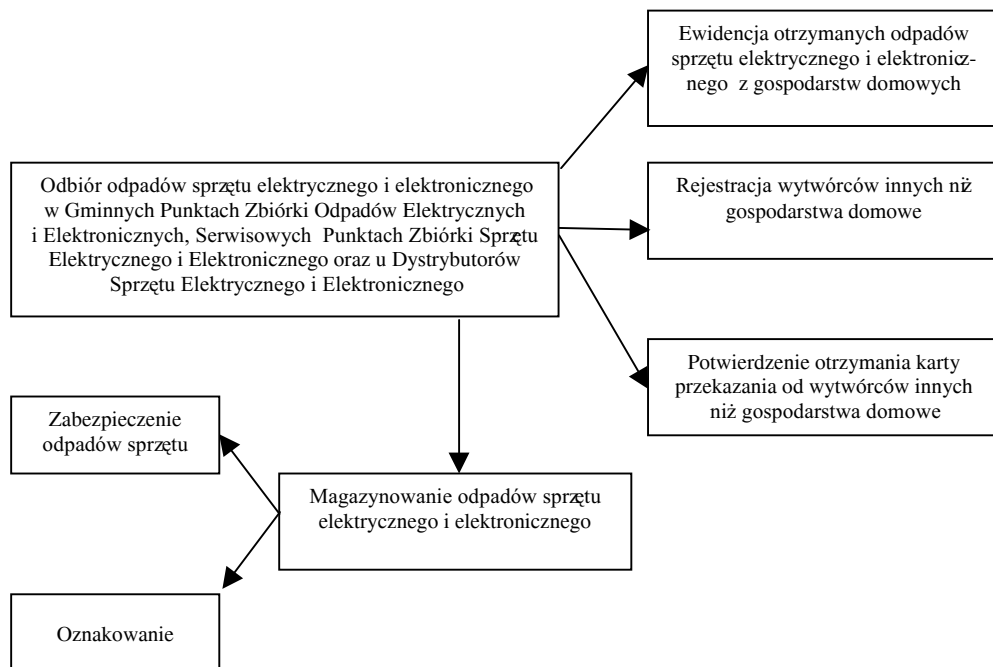 Ewidencja otrzymanych odpadów
sprzętu elektrycznego i elektronicz-
nego z gospodarstw domowych
Odbiór odpadów sprzętu elektrycznego i elektronicznego
w Gminnych Punktach Zbiórki Odpadów Elektrycznych
i Elektronicznych, Serwisowych Punktach Zbiórki Sprzętu
Elektrycznego i Elektronicznego oraz u Dystrybutorów
Sprzętu Elektrycznego i Elektronicznego
Rejestracja wytwórców innych niż
gospodarstwa domowe
Potwierdzenie otrzymania karty
przekazania od wytwórców innych
niż gospodarstwa domowe
Zabezpieczenie
odpadów sprzętu
Magazynowanie odpadów sprzętu
elektrycznego i elektronicznego
Oznakowanie